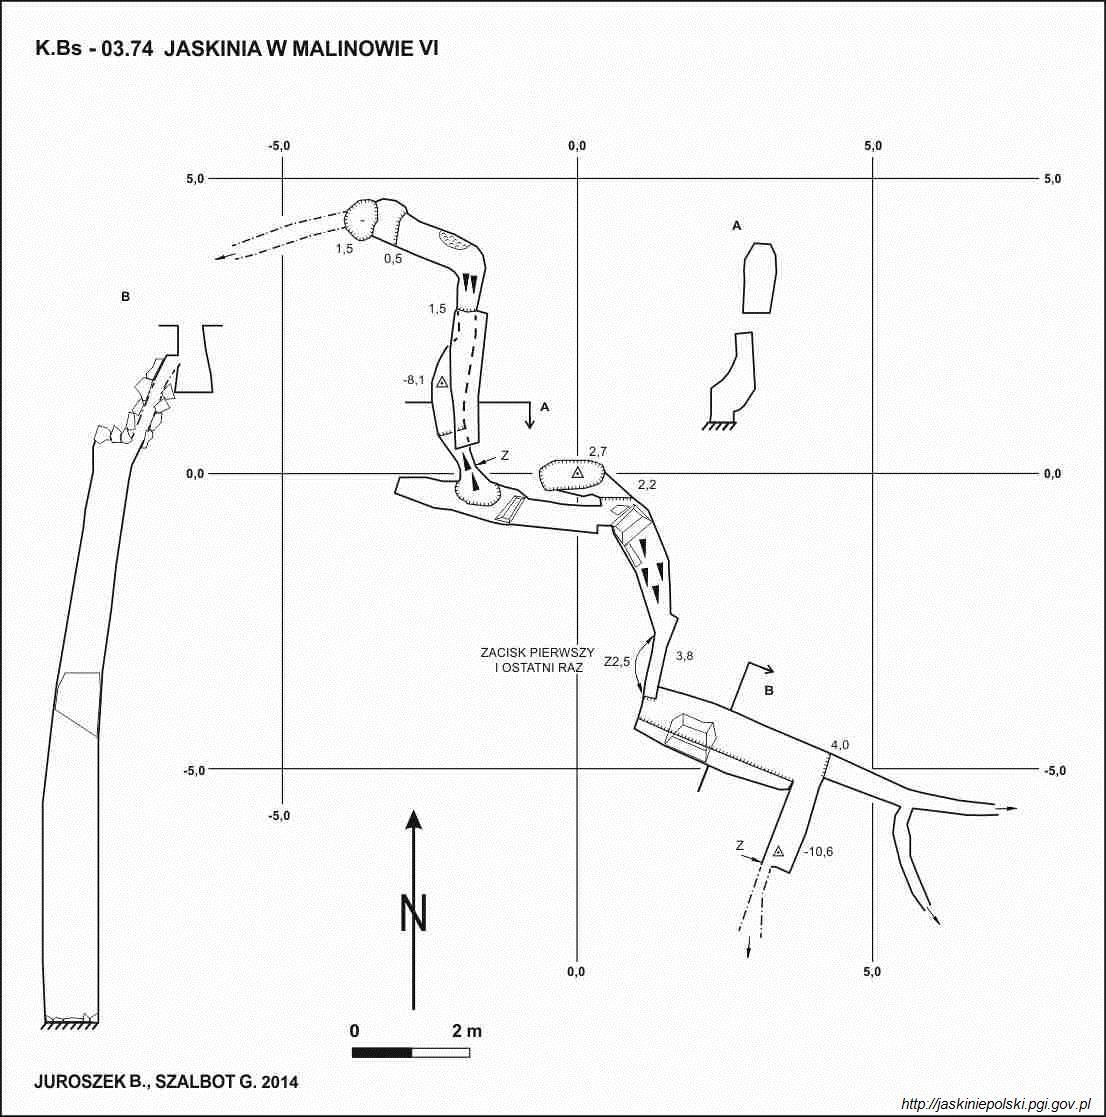 K.Bs - 03.74 JASKINIA W MALINOWIE VI
-5,0 0,0 5,0
5,0 5,0
A
1,5 0,5
B
1,5
-8,1
A
Z 2,7
0,0 0,0
2,2
ZACISK PIERWSZY
I OSTATNI RAZ
Z2,5 3,8
B
4,0
-5,0 -5,0
-5,0
Z -10,6
N
0,0 5,0
0 2 m
JUROSZEK B., SZALBOT G. 2014
http://jaskiniepolski.pgi.gov.pl